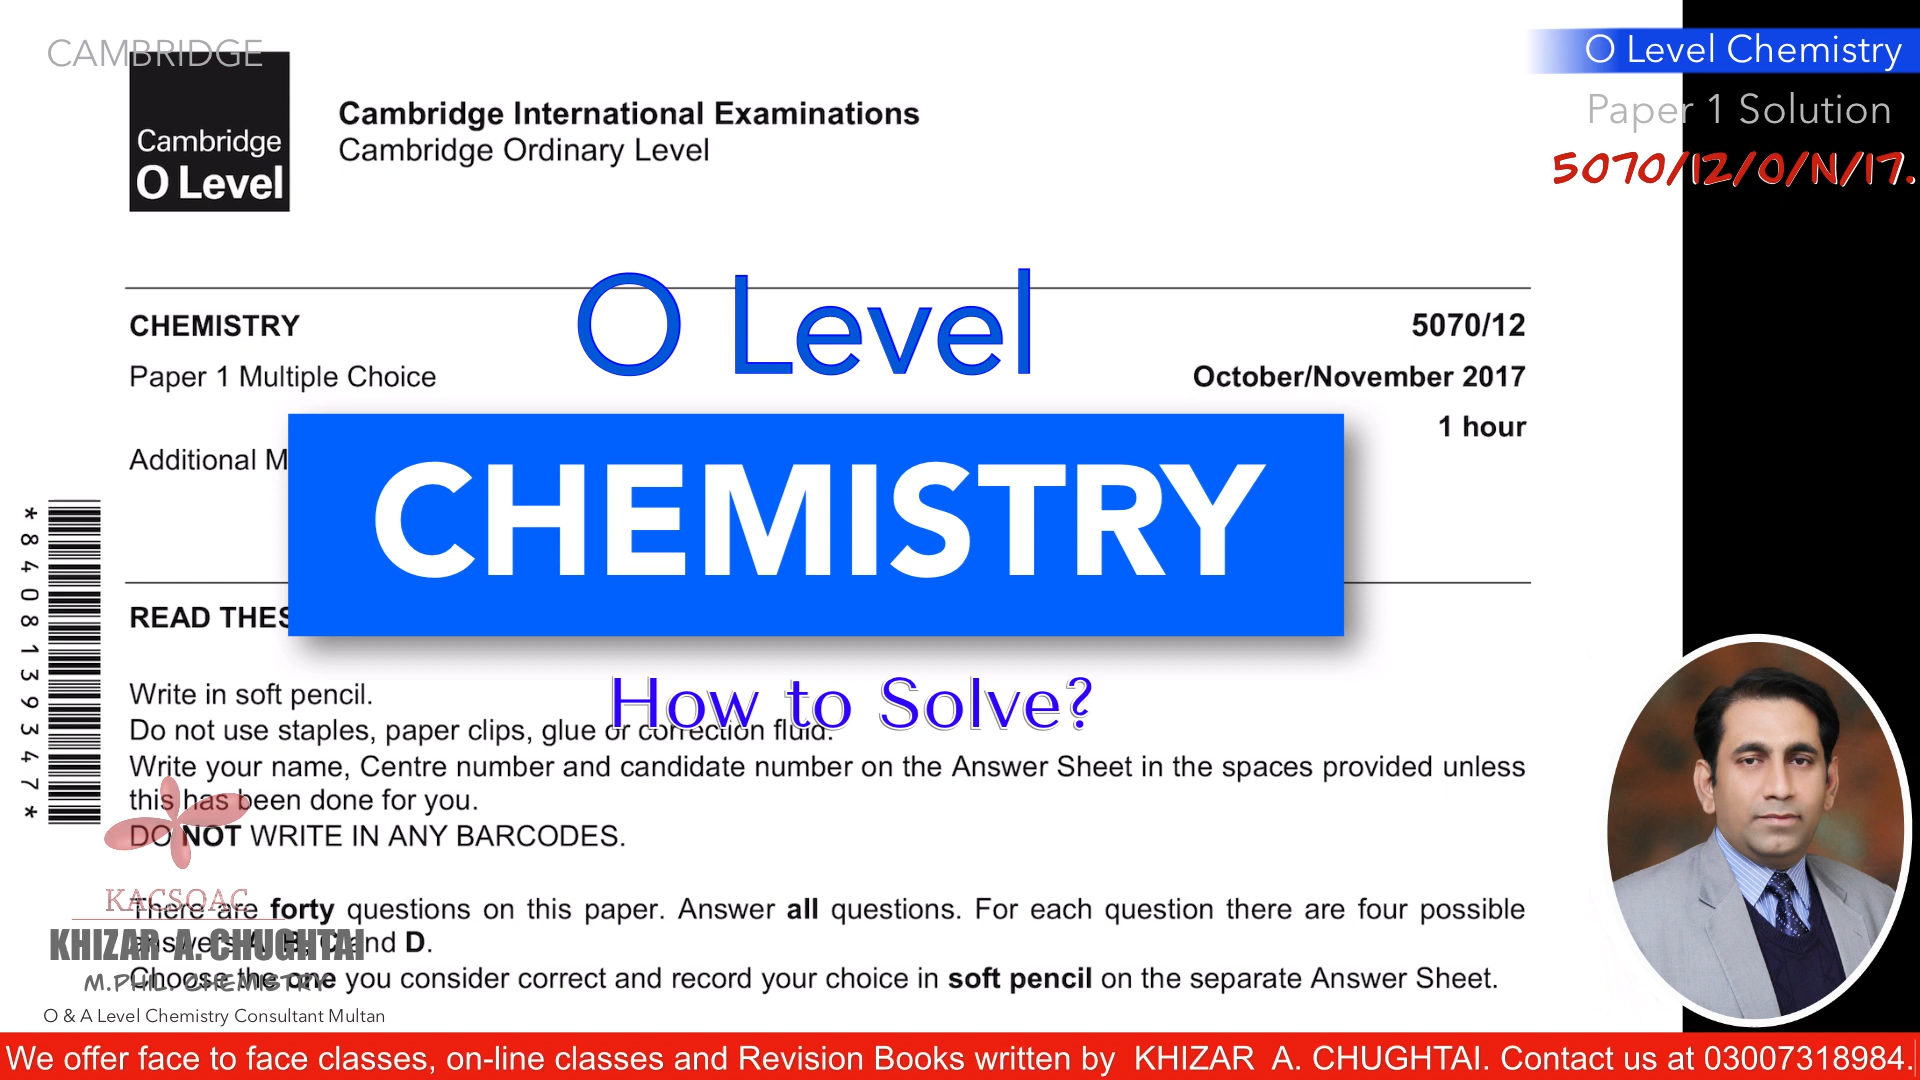 CAMBRIDGE
Cambridge
O Level
Cambridge International Examinations
Cambridge Ordinary Level
O Level Chemistry
Paper 1 Solution
5070/12/O/N/17.
O Level
CHEMISTRY 5070/12
Paper 1 Multiple Choice October/November 2017
1 hour
Additional M
CHEMISTRY
READ THES
How to Solve?
Write in soft pencil.
Do not use staples, paper clips, glue or correction fluid.
Write your name, Centre number and candidate number on the Answer Sheet in the spaces provided unless
this has been done for you.
DO NOT WRITE IN ANY BARCODES.
*8408139347*
KACSOAC
There are forty questions on this paper. Answer all questions. For each question there are four possible
answers A, B, C and D.
KHIZAR A. CHUGHTAI
Choose the one you consider correct and record your choice in soft pencil on the separate Answer Sheet.
M.PHIL. CHEMISTRY
O & A Level Chemistry Consultant Multan
We offer face to face classes, on-line classes and Revision Books written by KHIZAR A. CHUGHTAI. Contact us at 03007318984.